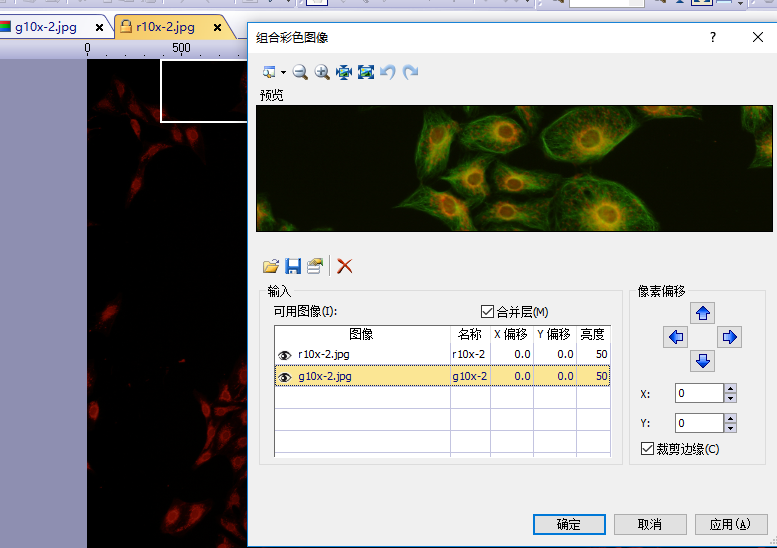 g10x-2.jpg
r10x-2.jpg
0
500
组合彩色图像
预览
输入
可用图像(I):
合并层(M)
图像 名称 X 偏移 Y 偏移 亮度
r10x-2.jpg r10x-2 0.0 0.0 50
g10x-2.jpg g10x-2 0.0 0.0 50
像素偏移
X: 0
Y: 0
裁剪边缘(C)
确定
取消
应用(A)